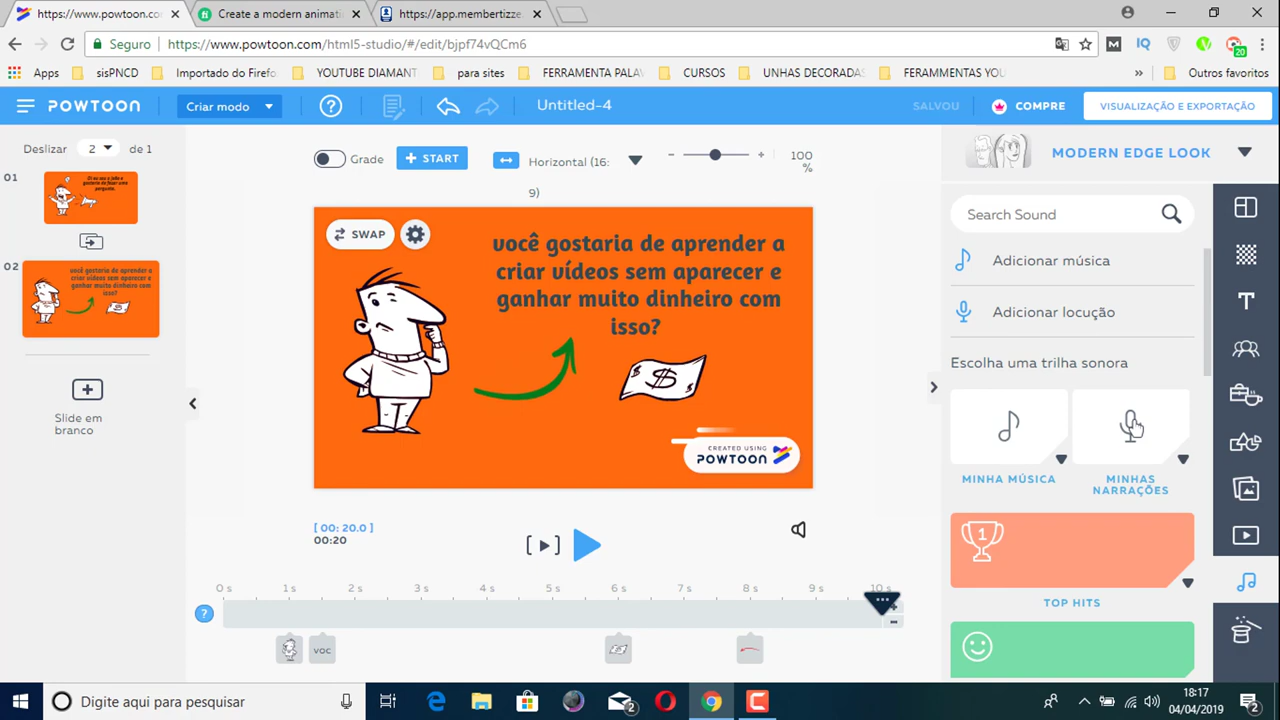 https://www.powtoon.co
Create a modern animati
https://app.membertizze
Seguro
https://www.powtoon.com/html5-studio/#/edit/bjpf74vQCm6
20
Apps
sisPNCD
Importado do Firefo
YOUTUBE DIAMANT
para sites
FERRAMENTA PALA
CURSOS
UNHAS DECORADAS
FERAMMENTAS YOU
Outros favoritos
POWTOON
Criar modo
Untitled-4
SALVOU
COMPRE
VISUALIZAÇÃO E EXPORTAÇÃO
Deslizar 2 de 1
Grade
+ START
Horizontal (16:
9)
100
%
MODERN EDGE LOOK
01
02
Slide em
branco
SWAP
você gostaria de aprender a
criar vídeos sem aparecer e
ganhar muito dinheiro com
isso?
CREATED USING
POWTOON
[ 00: 20.0 ]
00:20
0 s 1 s 2 s 3 s 4 s 5 s 6 s 7 s 8 s 9 s 10 s
voc
Search Sound
Adicionar música
Adicionar locução
Escolha uma trilha sonora
MINHA MÚSICA
MINHAS
NARRAÇÕES
TOP HITS
Digite aqui para pesquisar
18:17
04/04/2019